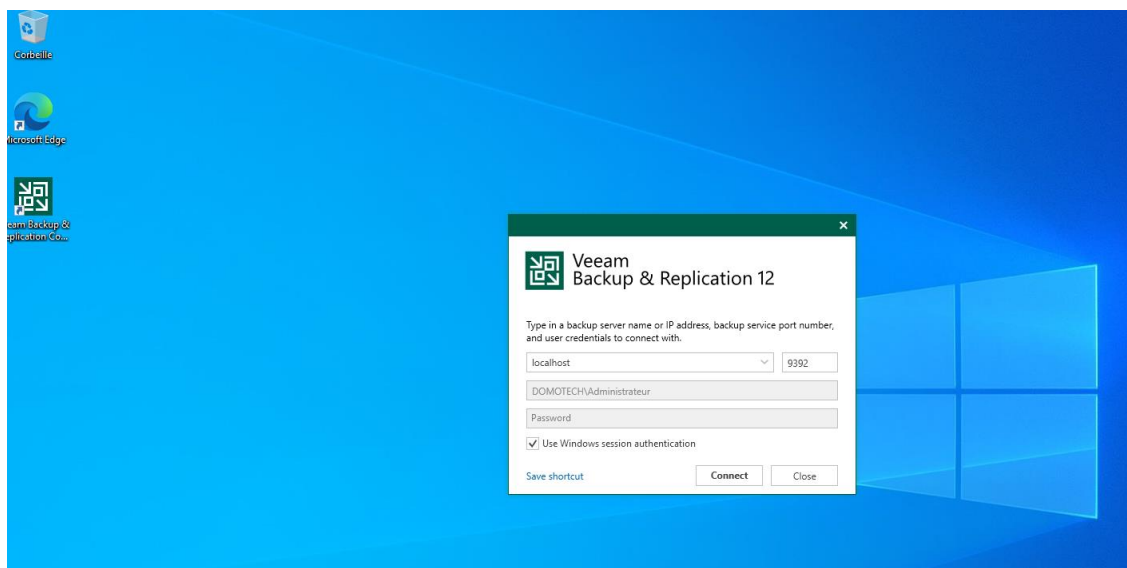 Corbeille
Microsoft Edge
eam Backup &
eplication Co...
Veeam
Backup & Replication 12
Type in a backup server name or IP address, backup service port number,
and user credentials to connect with.
localhost 9392
DOMOTECH\Administrateur
Password
Use Windows session authentication
Save shortcut Connect Close